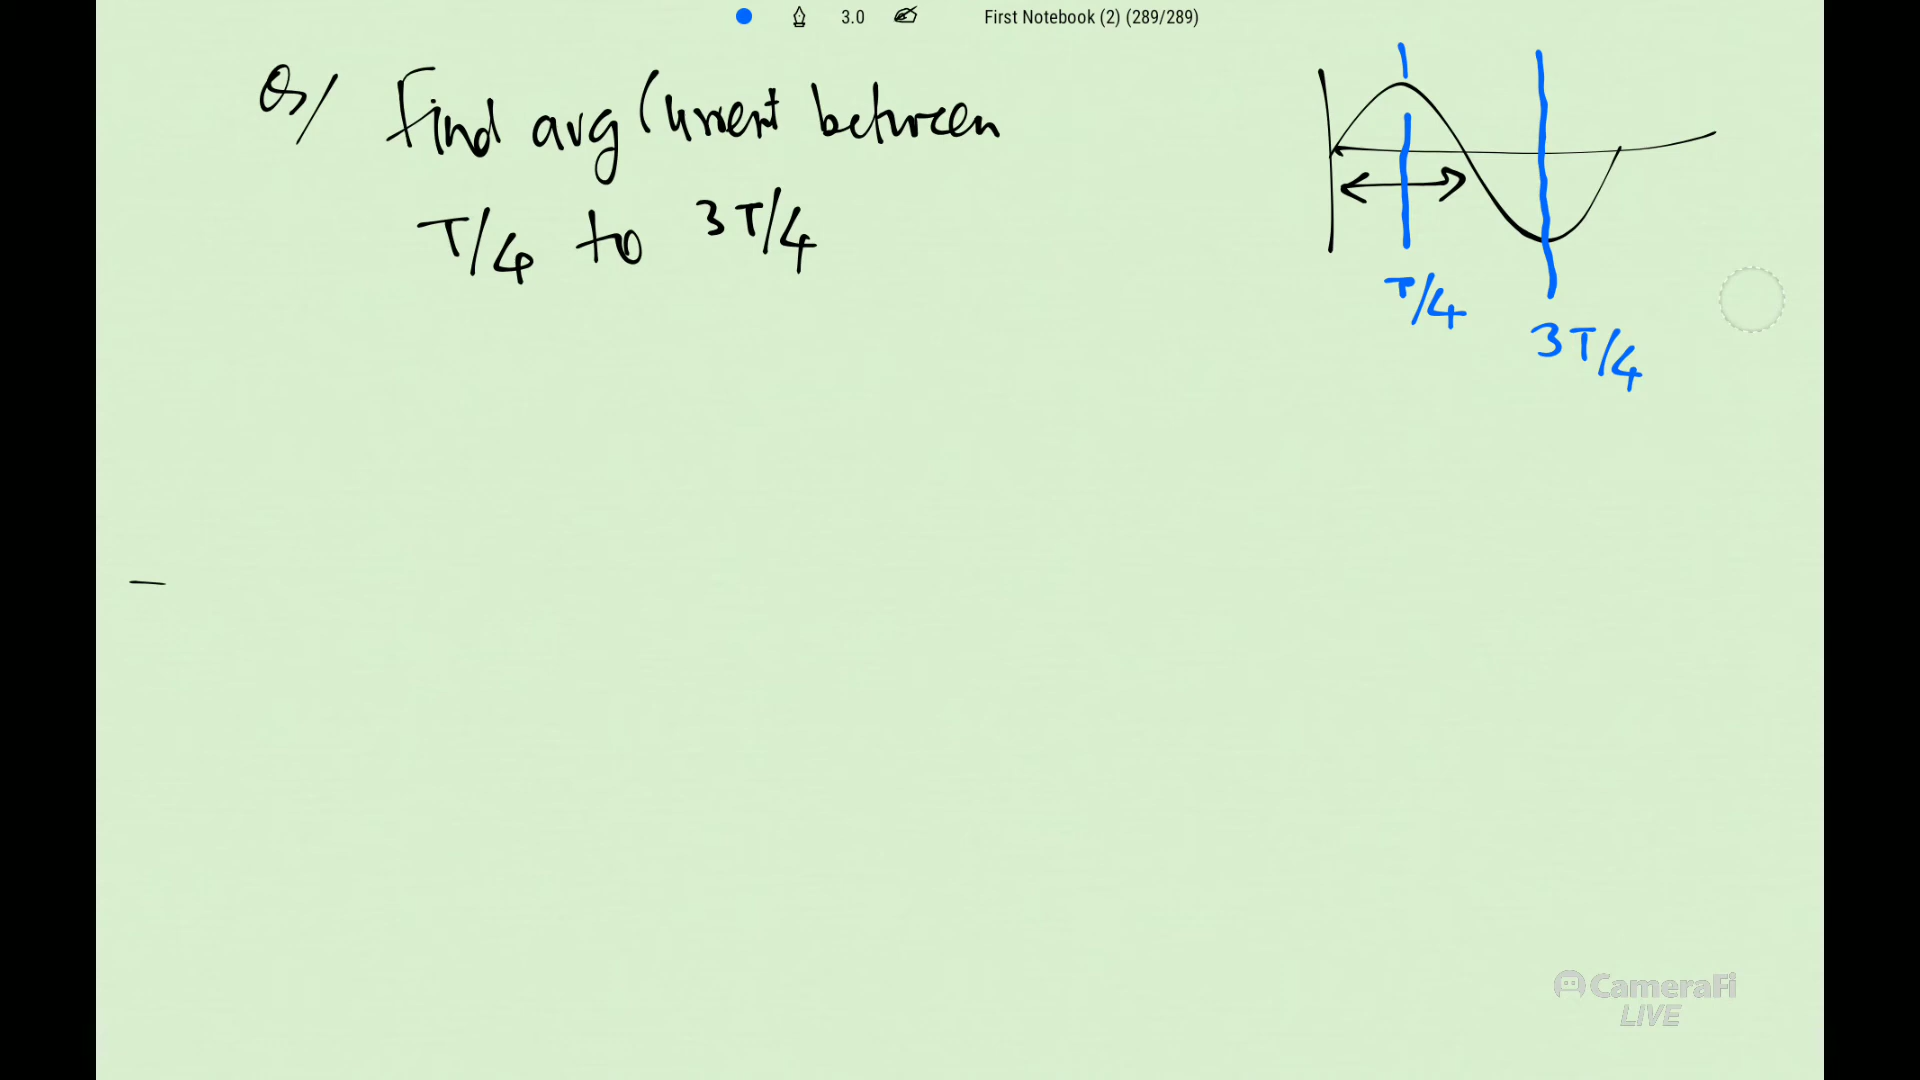 3.0 First Notebook (2) (289/289)
Q/ Find avg Current between
T/4 to 3T/4
T/4
3T/4
CameraFi
LIVE